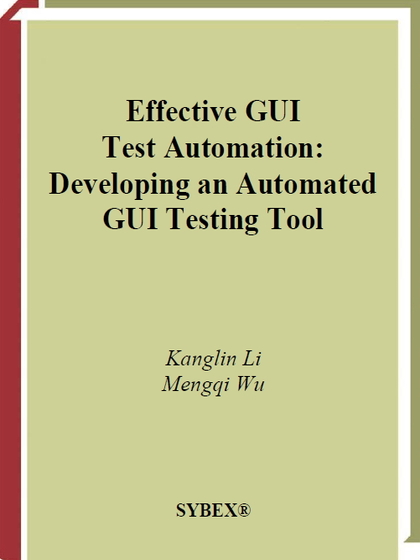 Effective GUI
Test Automation:
Developing an Automated
GUI Testing Tool
Kanglin Li
Mengqi Wu
SYBEX®